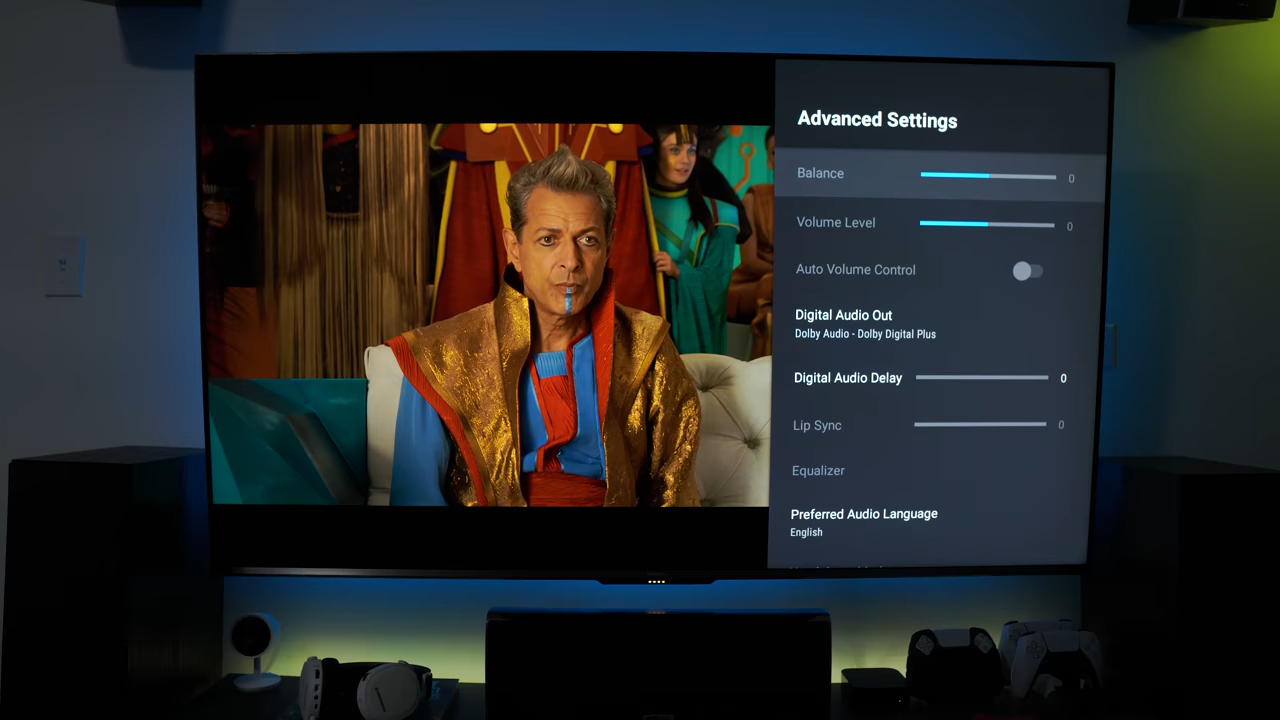 Advanced Settings
Balance 0
Volume Level 0
Auto Volume Control
Digital Audio Out
Dolby Audio - Dolby Digital Plus
Digital Audio Delay 0
Lip Sync 0
Equalizer
Preferred Audio Language
English